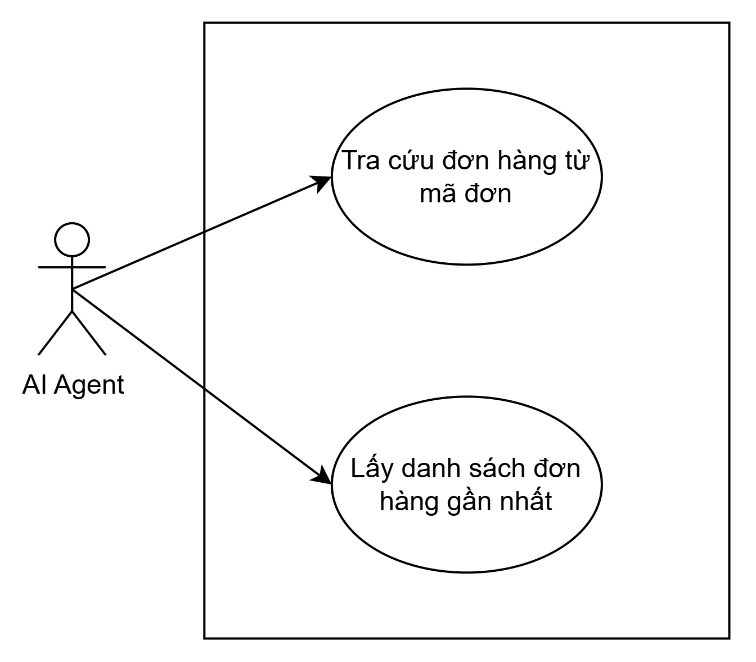 Tra cứu đơn hàng từ
mã đơn
AI Agent
Lấy danh sách đơn
hàng gần nhất